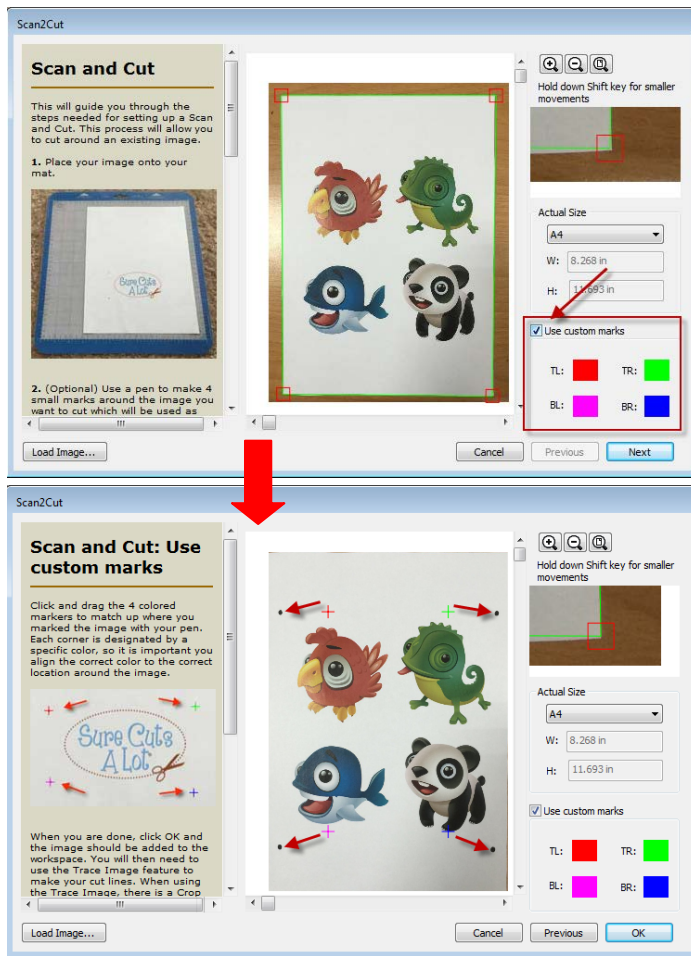 Scan2Cut
Scan and Cut
This will guide you through the
steps needed for setting up a Scan
and Cut. This process will allow you
to cut around an existing image.
1. Place your image onto your
mat.
Sure Cuts
A Lot
2. (Optional) Use a pen to make 4
small marks around the image you
want to cut which will be used as
Load Image...
Hold down Shift key for smaller
movements
Actual Size
A4
W: 8.268 in
H: 11.693 in
Use custom marks
TL: TR:
BL: BR:
Cancel Previous Next
Scan2Cut
Scan and Cut: Use
custom marks
Click and drag the 4 colored
markers to match up where you
marked the image with your pen.
Each corner is designated by a
specific color, so it is important you
align the correct color to the correct
location around the image.
Sure Cuts
A Lot
When you are done, click OK and
the image should be added to the
workspace. You will then need to
use the Trace Image feature to
make your cut lines. When using
the Trace Image, there is a Crop
Load Image...
Hold down Shift key for smaller
movements
Actual Size
A4
W: 8.268 in
H: 11.693 in
Use custom marks
TL: TR:
BL: BR:
Cancel Previous OK